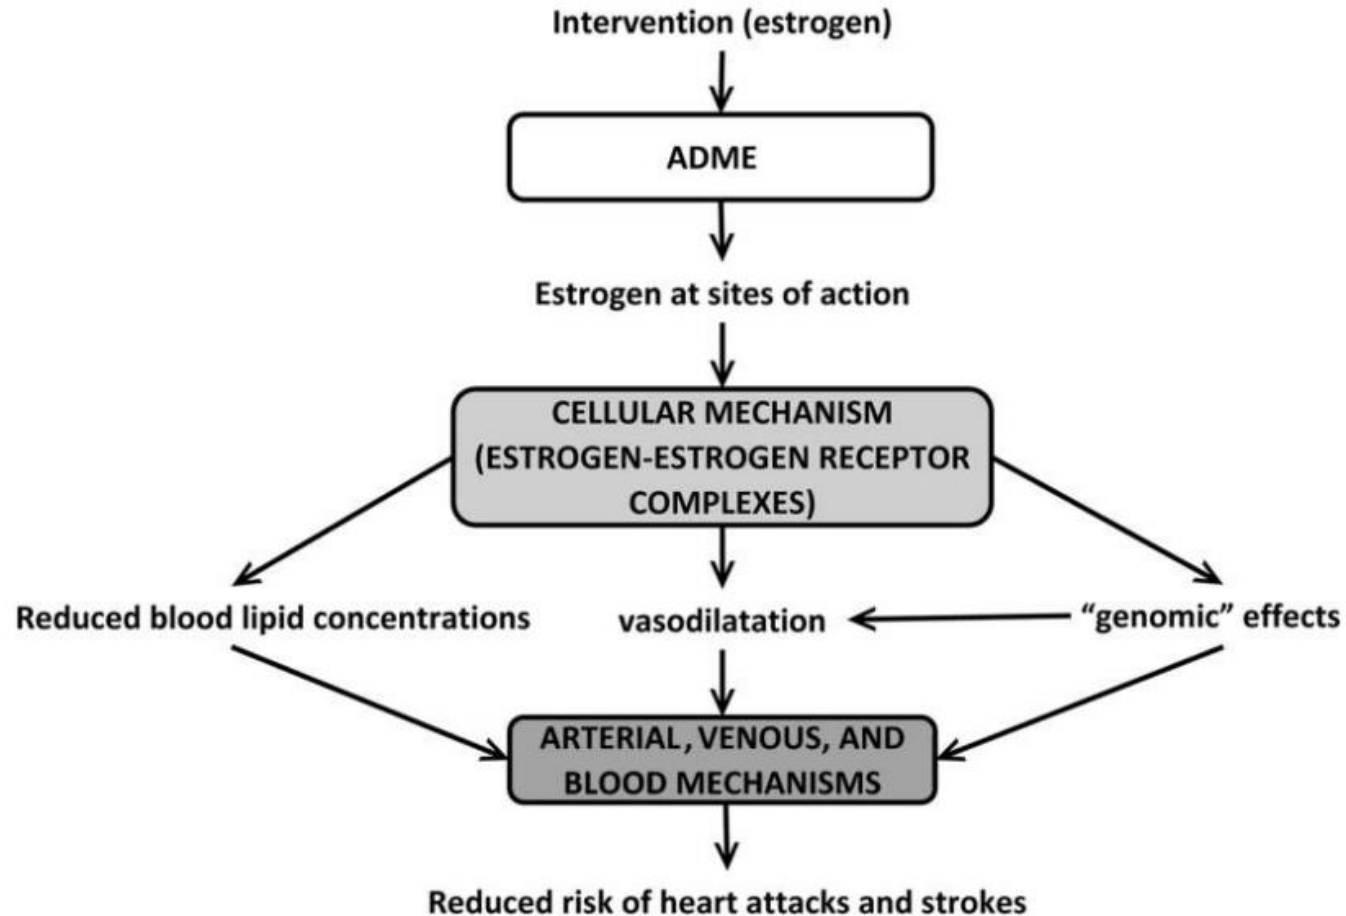 Intervention (estrogen)
ADME
Estrogen at sites of action
CELLULAR MECHANISM
(ESTROGEN-ESTROGEN RECEPTOR
COMPLEXES)
Reduced blood lipid concentrations
vasodilatation
“genomic” effects
ARTERIAL, VENOUS, AND
BLOOD MECHANISMS
Reduced risk of heart attacks and strokes